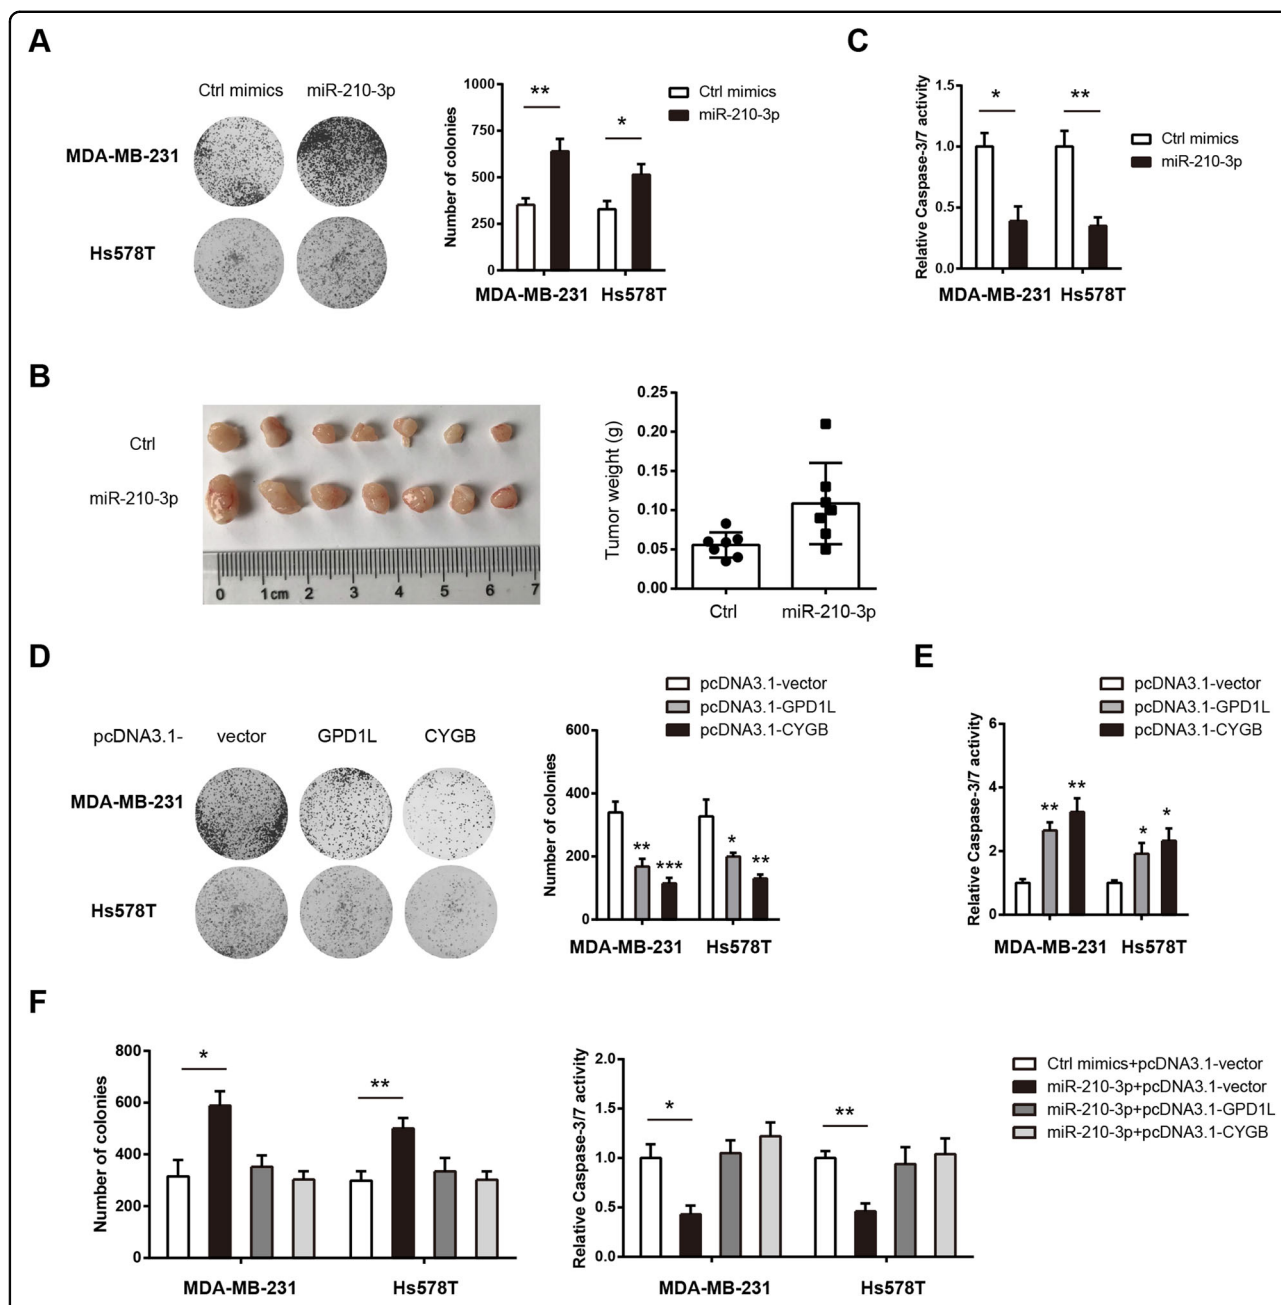 A
Ctrl mimics miR-210-3p
MDA-MB-231
Hs578T
Number of colonies
1000
750
500
250
0
**
*
MDA-MB-231 Hs578T
Ctrl mimics
miR-210-3p
C
Relative Caspase-3/7 activity
1.5
1.0
0.5
0.0
*
**
MDA-MB-231 Hs578T
Ctrl mimics
miR-210-3p
B
Ctrl
miR-210-3p
0 1cm 2 3 4 5 6 7
Tumor weight (g)
0.25
0.20
0.15
0.10
0.05
0.00
Ctrl miR-210-3p
D
pcDNA3.1- vector GPD1L CYGB
MDA-MB-231
Hs578T
pcDNA3.1-vector
pcDNA3.1-GPD1L
pcDNA3.1-CYGB
Number of colonies
600
400
200
0
** ***
* **
MDA-MB-231 Hs578T
E
pcDNA3.1-vector
pcDNA3.1-GPD1L
pcDNA3.1-CYGB
Relative Caspase-3/7 activity
6
4
2
0
** **
* *
MDA-MB-231 Hs578T
F
Number of colonies
800
600
400
200
0
*
**
MDA-MB-231 Hs578T
Relative Caspase-3/7 activity
2.0
1.5
1.0
0.5
0.0
*
**
MDA-MB-231 Hs578T
Ctrl mimics+pcDNA3.1-vector
miR-210-3p+pcDNA3.1-vector
miR-210-3p+pcDNA3.1-GPD1L
miR-210-3p+pcDNA3.1-CYGB